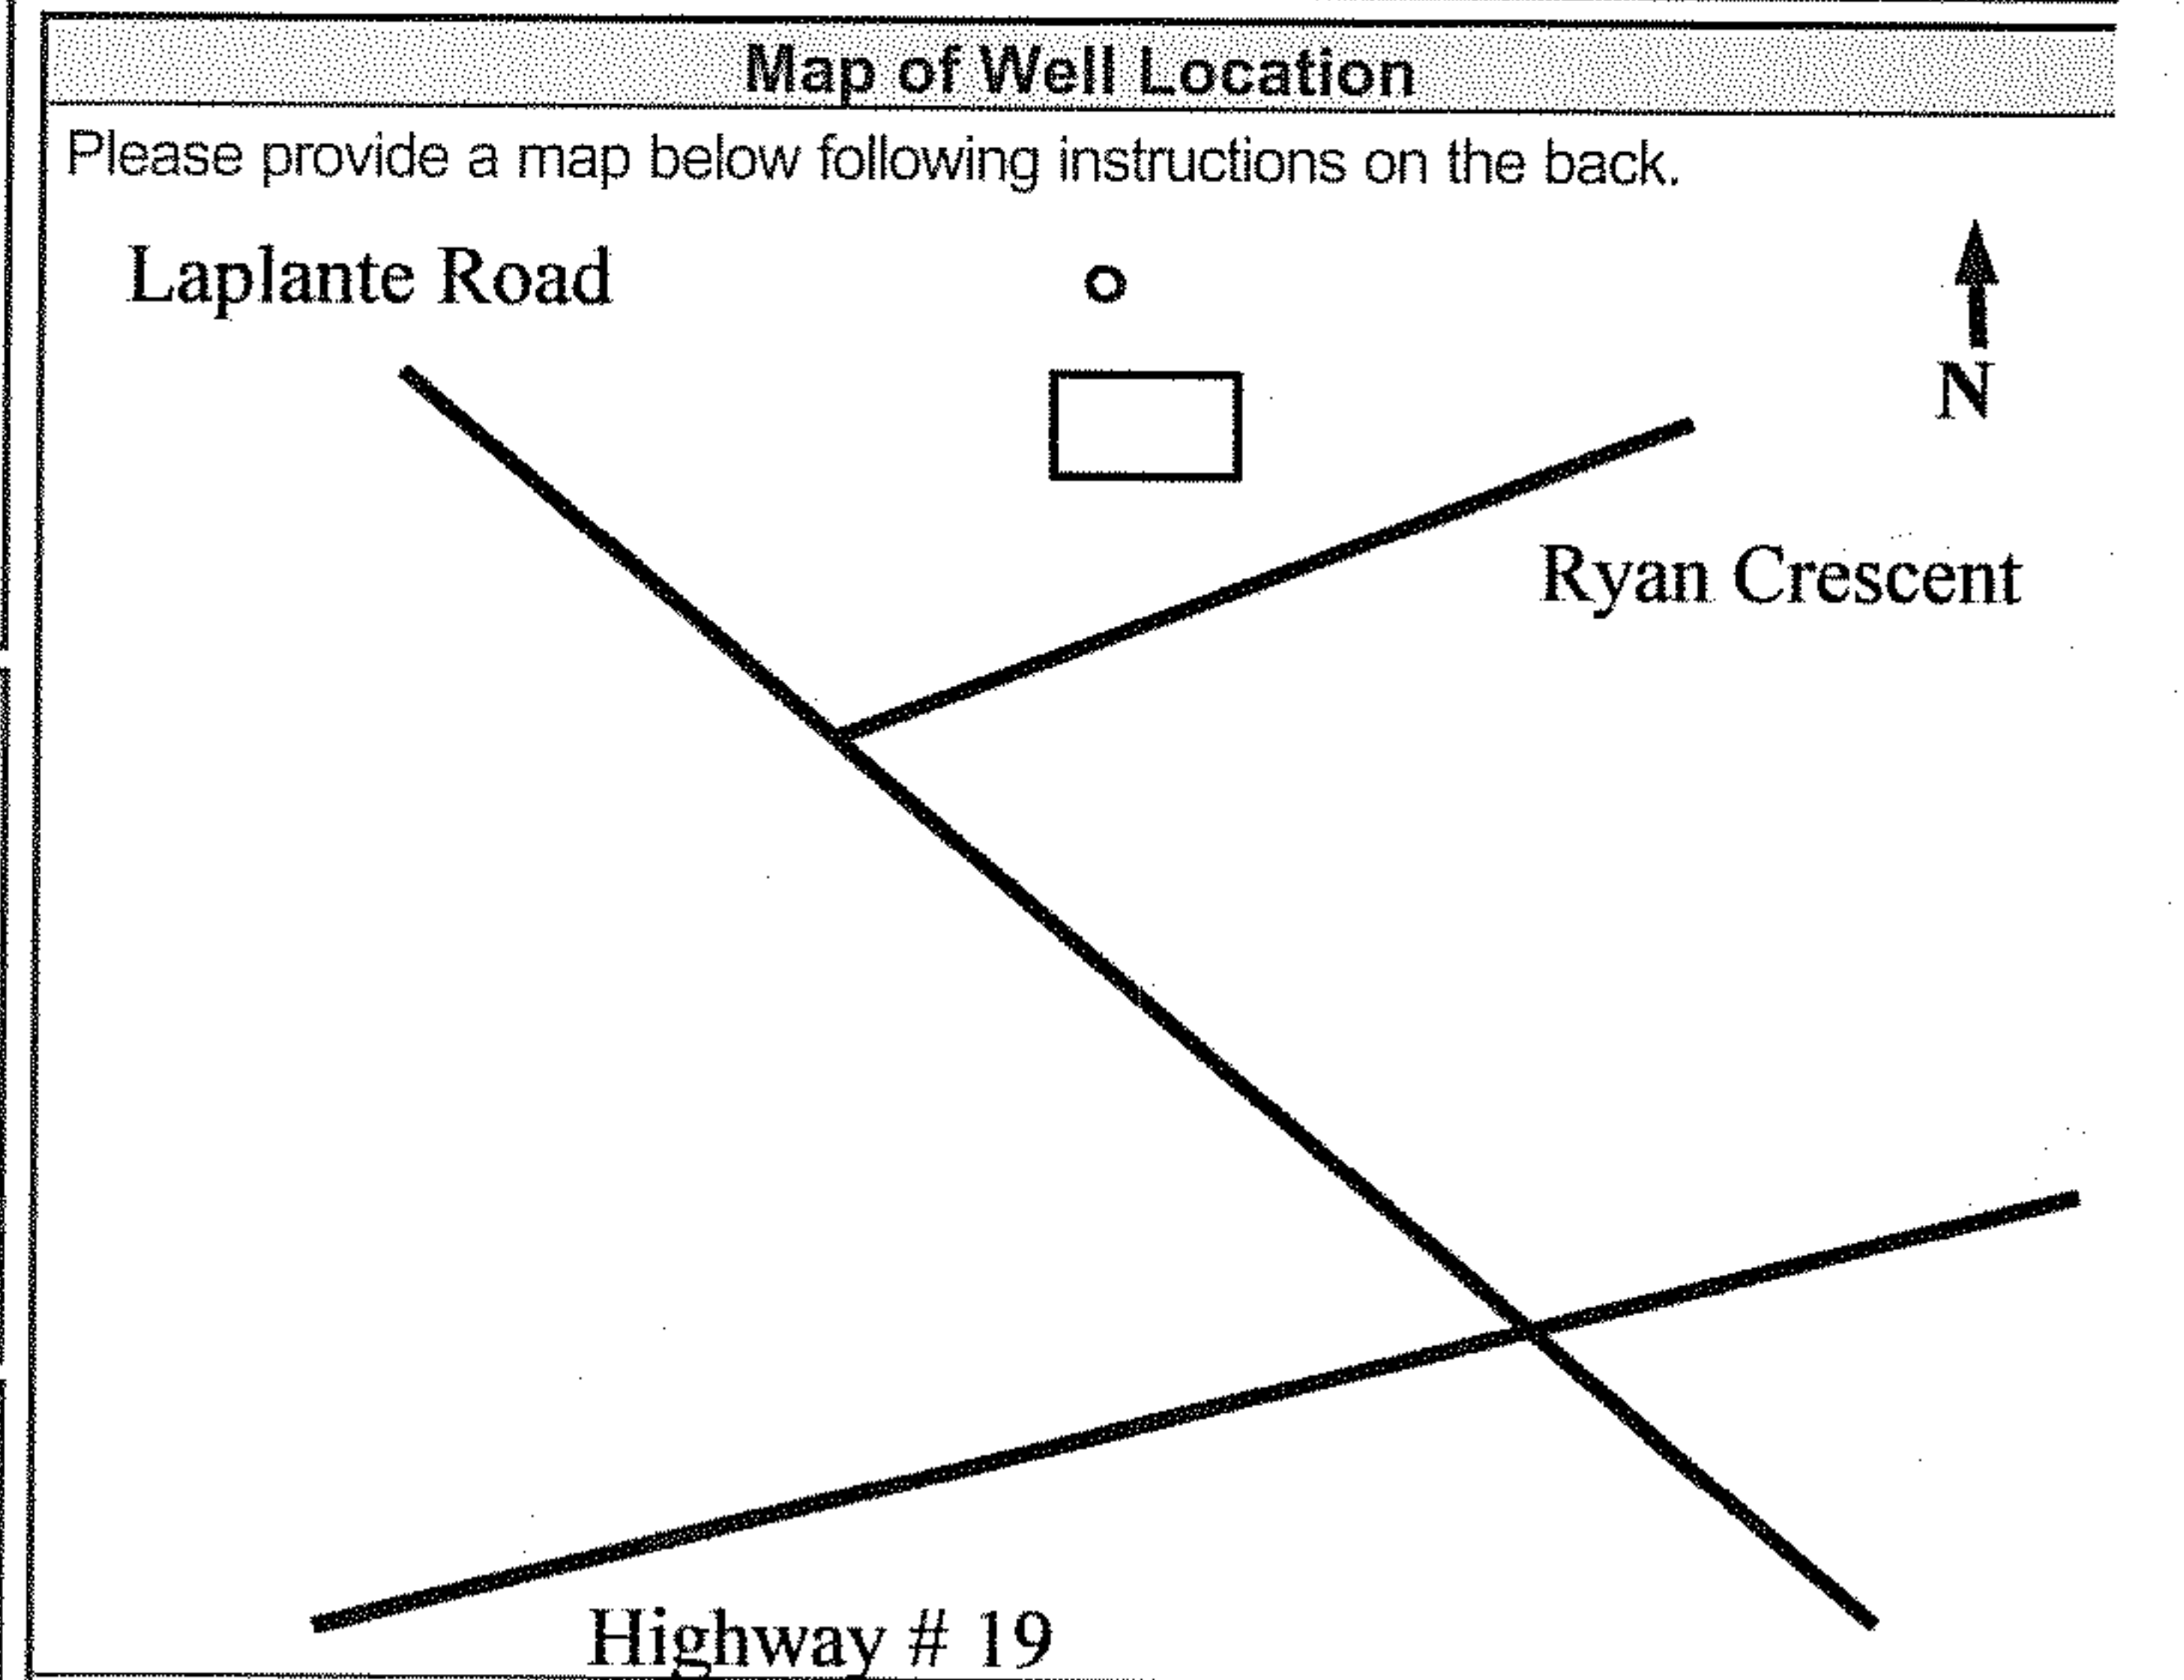 Map of Well Location
Please provide a map below following instructions on the back.
Laplante Road
N
Ryan Crescent
Highway # 19